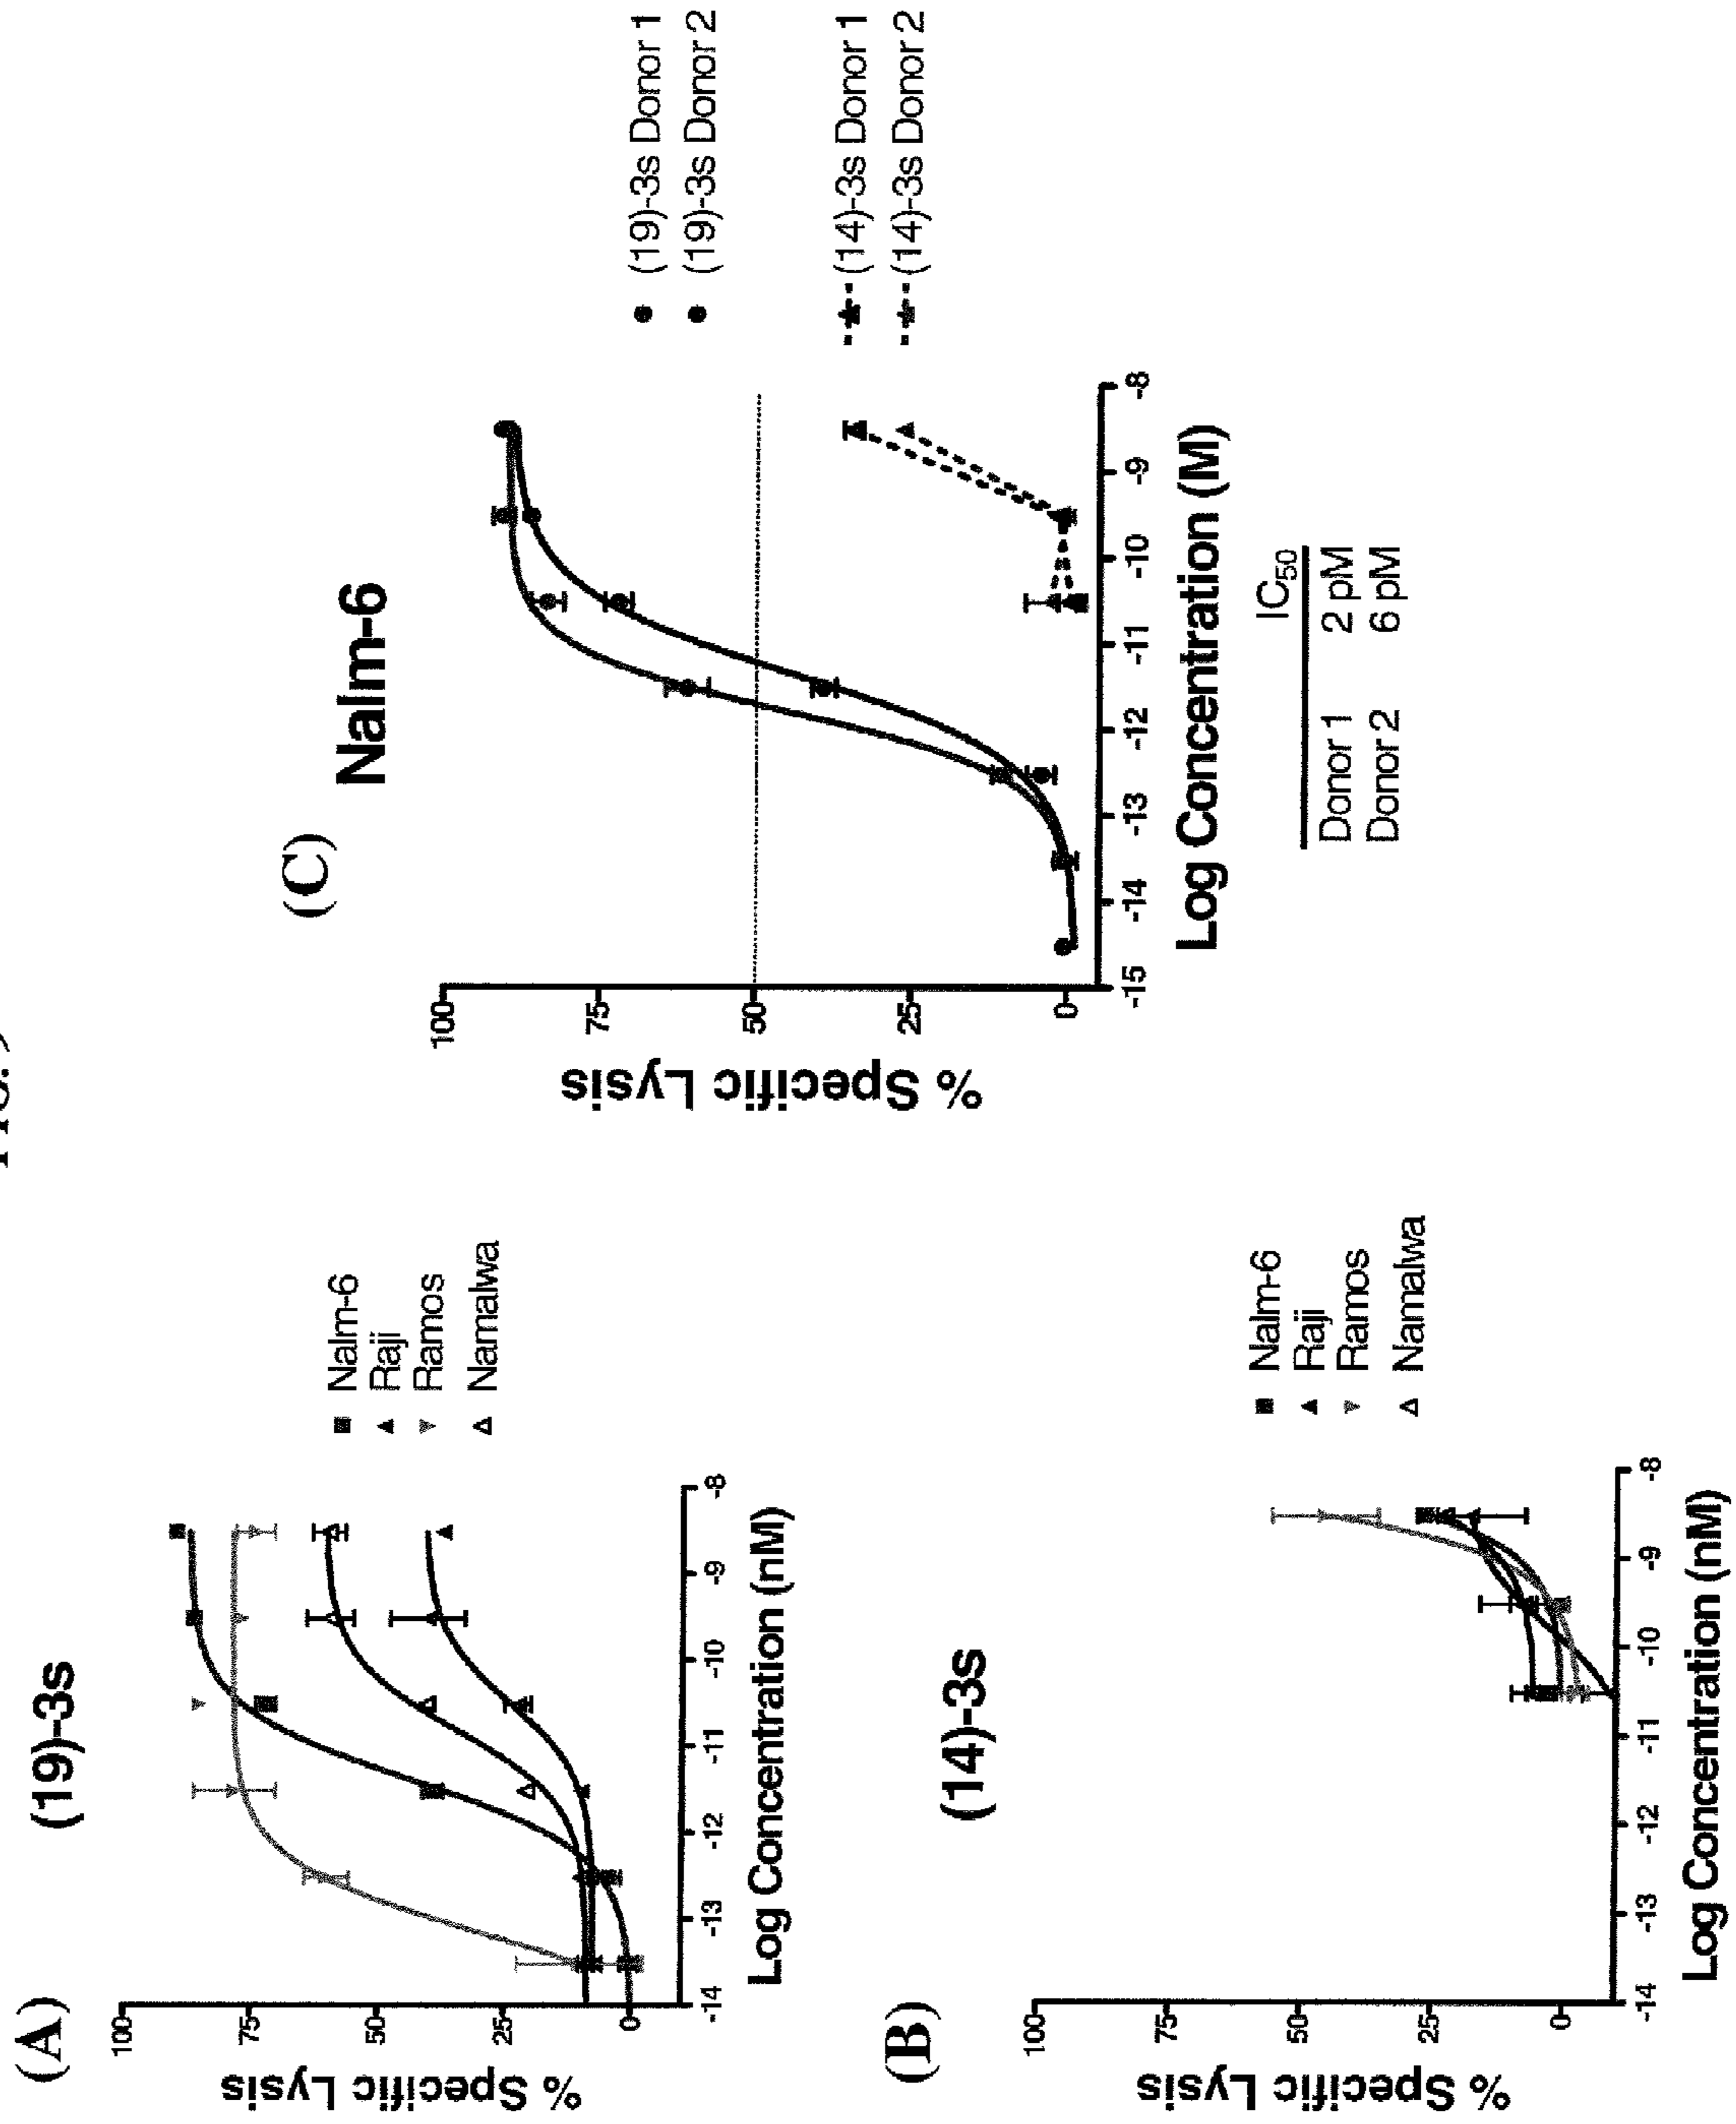 (A)
(19)-3s
% Specific Lysis
100
75
50
25
0
-14
-13
-12
-11
-10
-9
-8
Log Concentration (nM)
Nalm-6
Raji
Ramos
Namalwa
(B)
(14)-3s
% Specific Lysis
100
75
50
25
0
-14
-13
-12
-11
-10
-9
-8
Log Concentration (nM)
Nalm-6
Raji
Ramos
Namalwa
(C)
Nalm-6
% Specific Lysis
100
75
50
25
0
-15
-14
-13
-12
-11
-10
-9
-8
Log Concentration (M)
(19)-3s Donor 1
(19)-3s Donor 2
(14)-3s Donor 1
(14)-3s Donor 2
IC50
Donor 1 2 pM
Donor 2 6 pM